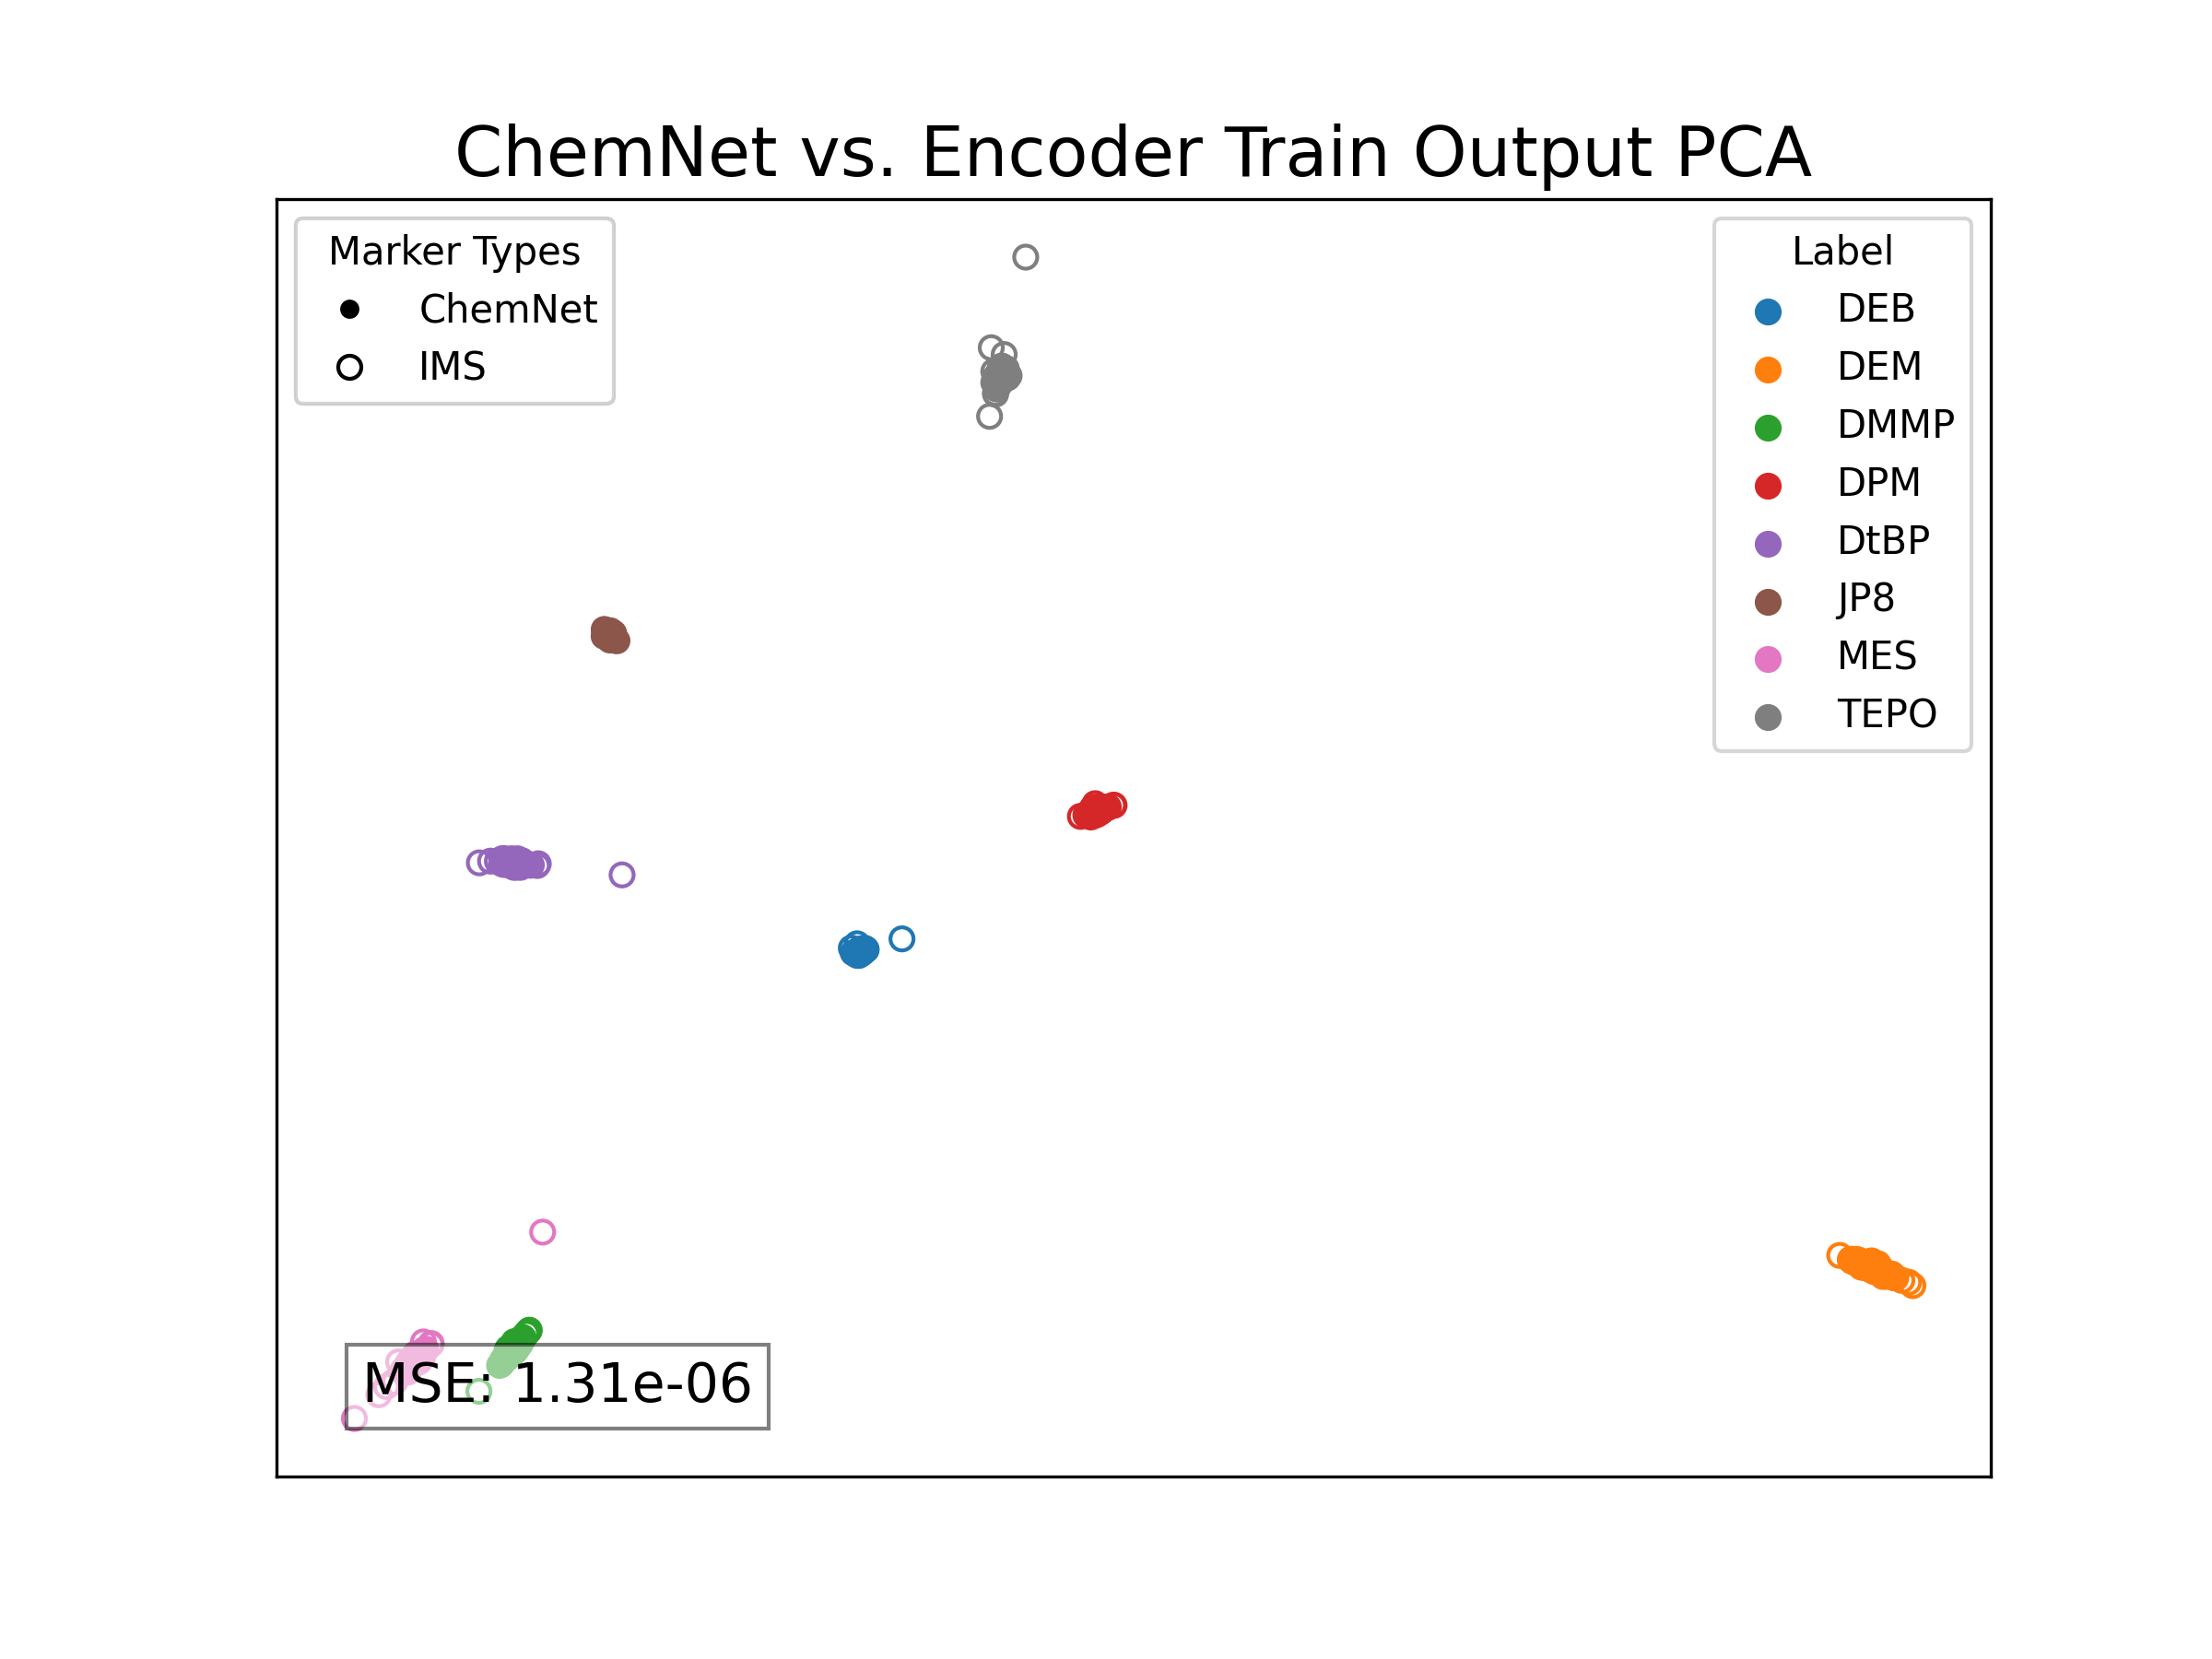 ChemNet vs. Encoder Train Output PCA
Marker Types
ChemNet
IMS
Label
DEB
DEM
DMMP
DPM
DtBP
JP8
MES
TEPO
MSE: 1.31e-06